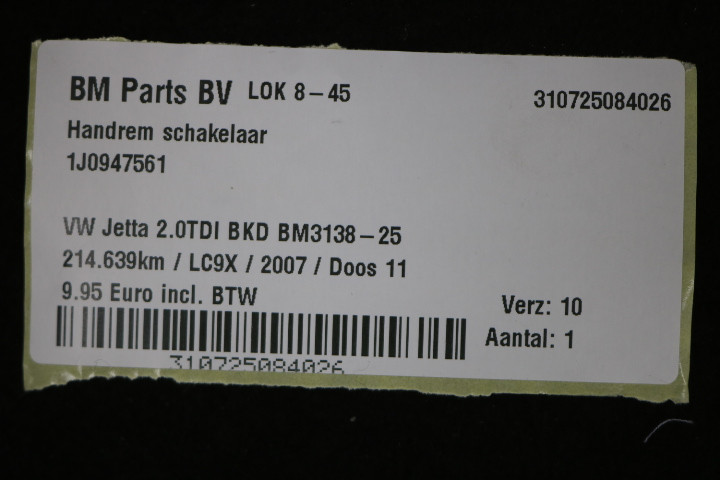 BM Parts BV LOK 8-45 310725084026
Handrem schakelaar
1J0947561
VW Jetta 2.0TDI BKD BM3138-25
214.639km / LC9X / 2007 / Doos 11
9.95 Euro incl. BTW Verz: 10
Aantal: 1
310725084026